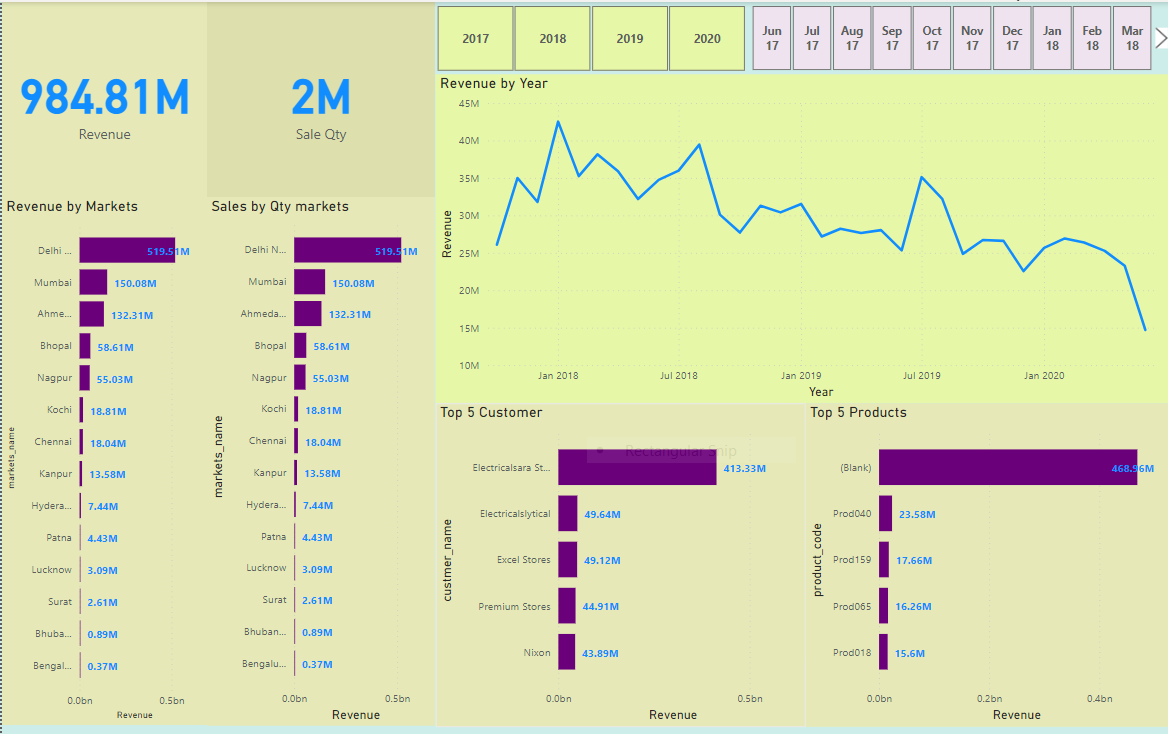 2017
2018
2019
2020
Jun 17
Jul 17
Aug 17
Sep 17
Oct 17
Nov 17
Dec 17
Jan 18
Feb 18
Mar 18
984.81M
Revenue
2M
Sale Qty
Revenue by Year
45M
40M
35M
30M
25M
20M
15M
10M
Revenue
Jan 2018
Jul 2018
Jan 2019
Jul 2019
Jan 2020
Year
Revenue by Markets
markets_name
Delhi ...
519.51M
Mumbai
150.08M
Ahme...
132.31M
Bhopal
58.61M
Nagpur
55.03M
Kochi
18.81M
Chennai
18.04M
Kanpur
13.58M
Hydera...
7.44M
Patna
4.43M
Lucknow
3.09M
Surat
2.61M
Bhuba...
0.89M
Bengal...
0.37M
0.0bn
0.5bn
Revenue
Sales by Qty markets
markets_name
Delhi N...
519.51M
Mumbai
150.08M
Ahmeda...
132.31M
Bhopal
58.61M
Nagpur
55.03M
Kochi
18.81M
Chennai
18.04M
Kanpur
13.58M
Hydera...
7.44M
Patna
4.43M
Lucknow
3.09M
Surat
2.61M
Bhuban...
0.89M
Bengalu...
0.37M
0.0bn
0.5bn
Revenue
Top 5 Customer
Rectangular Snip
custmer_name
Electricalsara St...
413.33M
Electricalslytical
49.64M
Excel Stores
49.12M
Premium Stores
44.91M
Nixon
43.89M
0.0bn
0.5bn
Revenue
Top 5 Products
product_code
(Blank)
468.96M
Prod040
23.58M
Prod159
17.66M
Prod065
16.26M
Prod018
15.6M
0.0bn
0.2bn
0.4bn
Revenue